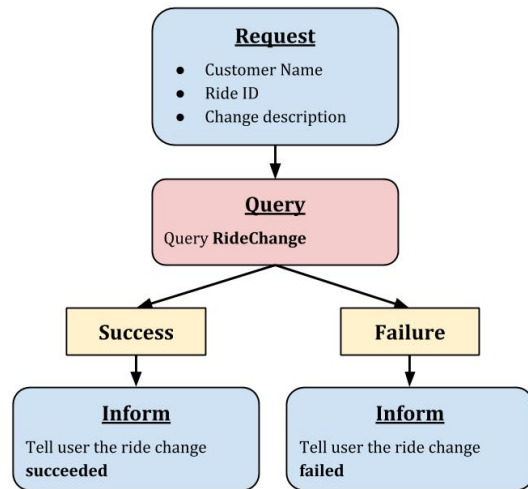 Request
● Customer Name
● Ride ID
● Change description
Query
Query RideChange
Success
Failure
Inform
Tell user the ride change
succeeded
Inform
Tell user the ride change
failed